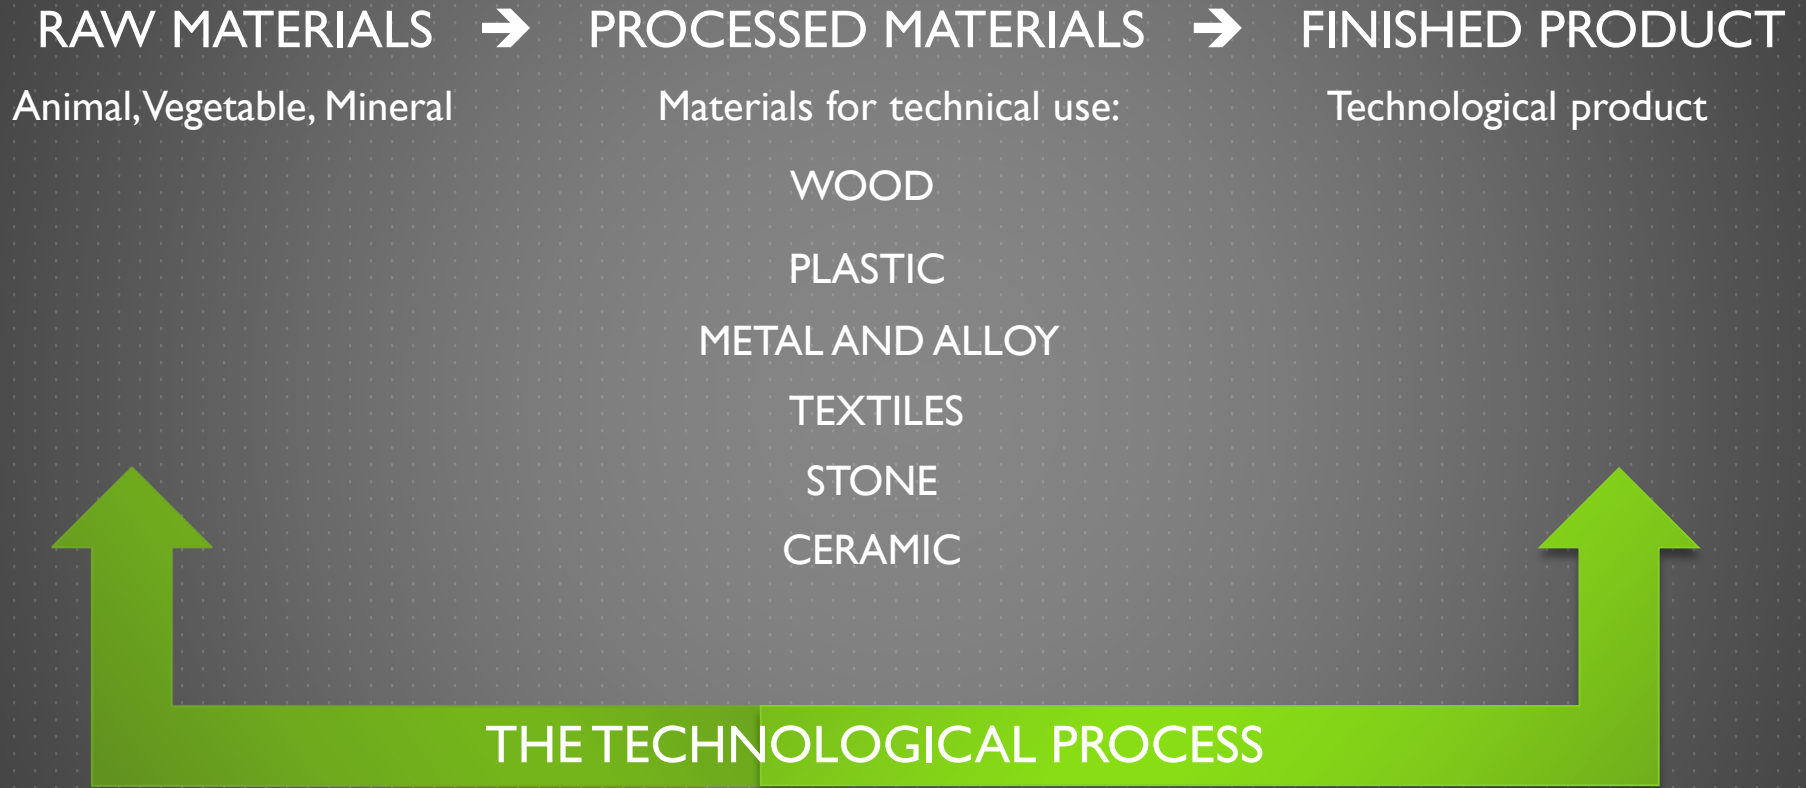 RAW MATERIALS ➔ PROCESSED MATERIALS ➔ FINISHED PRODUCT
Animal, Vegetable, Mineral Materials for technical use: Technological product
WOOD
PLASTIC
METAL AND ALLOY
TEXTILES
STONE
CERAMIC
THE TECHNOLOGICAL PROCESS